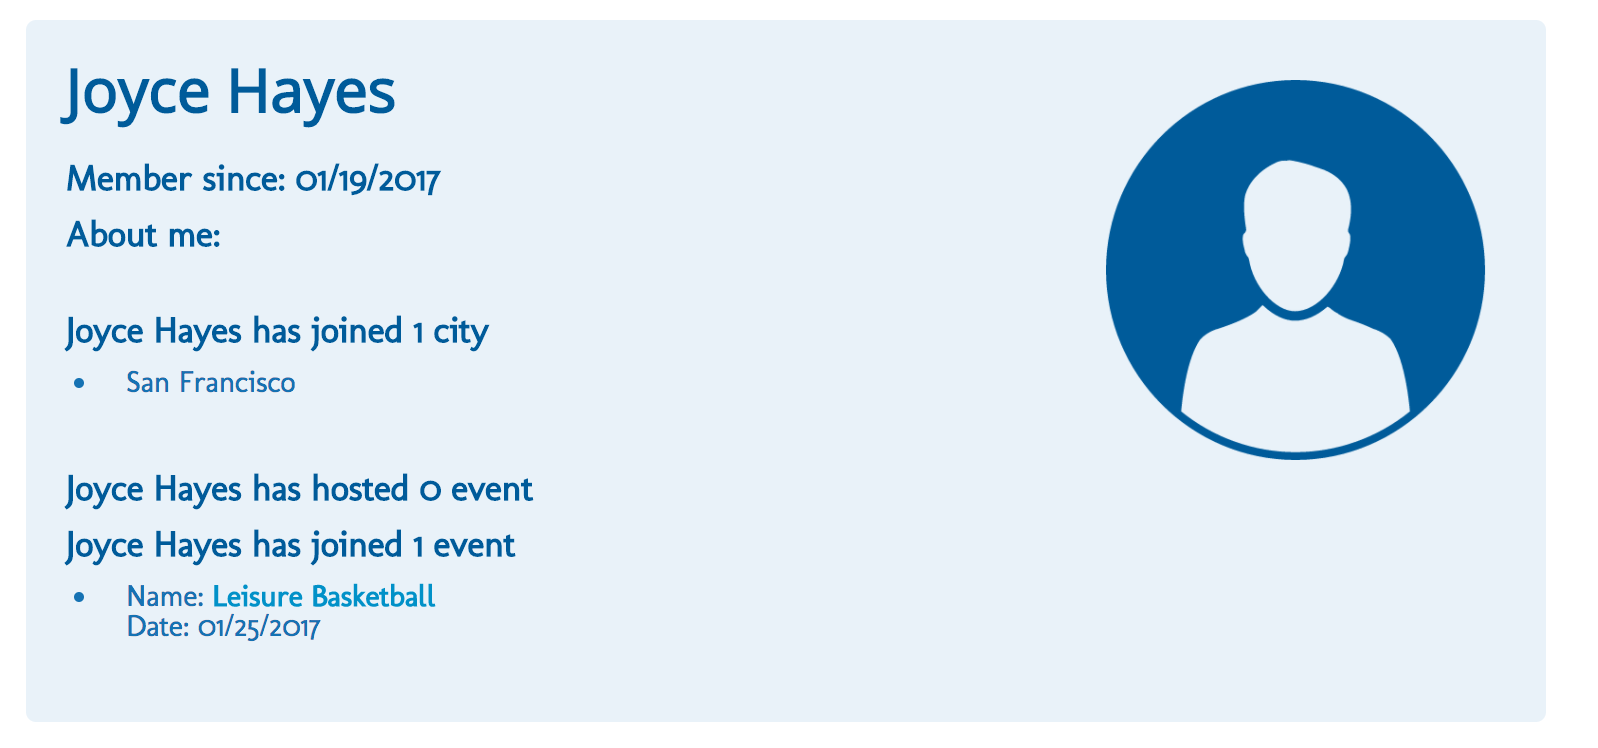 Joyce Hayes
Member since: 01/19/2017
About me:
Joyce Hayes has joined 1 city
• San Francisco
Joyce Hayes has hosted 0 event
Joyce Hayes has joined 1 event
• Name: Leisure Basketball
Date: 01/25/2017